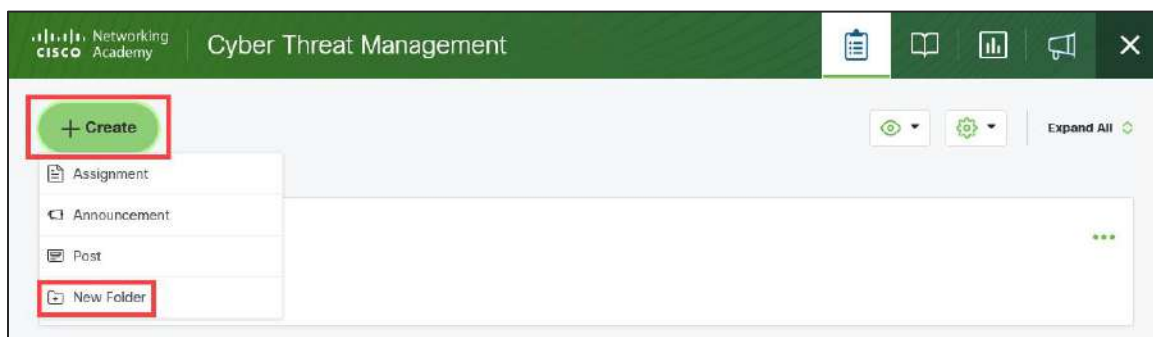 Networking
CISCO Academy
Cyber Threat Management
+ Create
Expand All
Assignment
Announcement
Post
New Folder